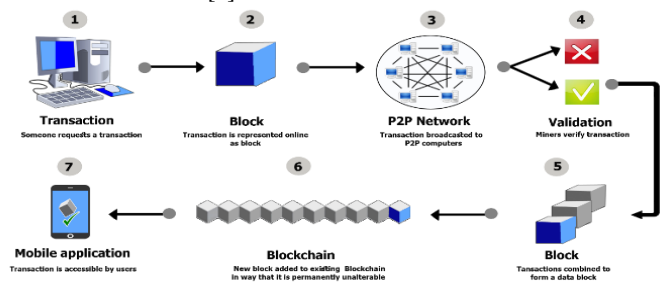 1
2
3
4
Transaction
Someone requests a transaction
Block
Transaction is represented online
as block
P2P Network
Transaction broadcasted to
P2P computers
Validation
Miners verify transaction
7
6
5
Mobile application
Transaction is accessible by users
Blockchain
New block added to existing Blockchain
in way that it is permanently unalterable
Block
Tansactions combined to
form a data block